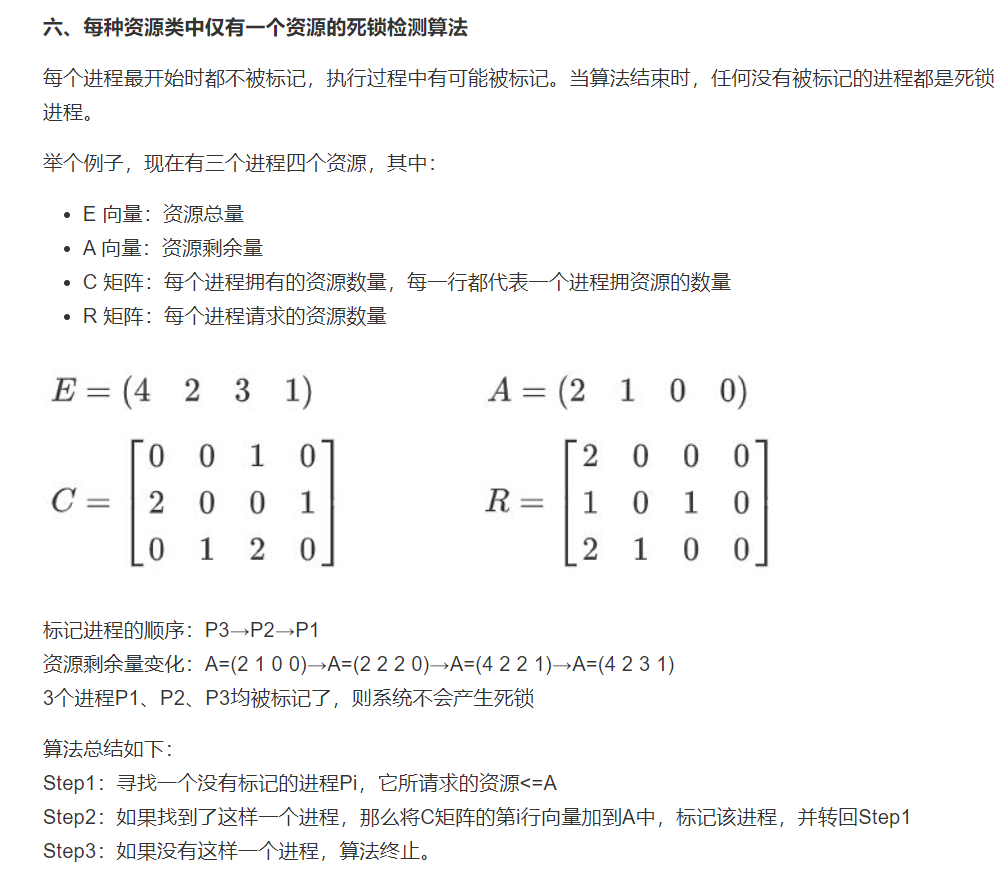 六、每种资源类中仅有一个资源的死锁检测算法
每个进程最开始时都不被标记，执行过程中有可能被标记。当算法结束时，任何没有被标记的进程都是死锁
进程。
举个例子，现在有三个进程四个资源，其中：
• E 向量：资源总量
• A 向量：资源剩余量
• C 矩阵：每个进程拥有的资源数量，每一行都代表一个进程拥资源的数量
• R 矩阵：每个进程请求的资源数量
E = (4 2 3 1) A = (2 1 0 0)
0 0 1 0 2 0 0 0
C = 2 0 0 1 R = 1 0 1 0
0 1 2 0 2 1 0 0
标记进程的顺序：P3→P2→P1
资源剩余量变化：A=(2 1 0 0)→A=(2 2 2 0)→A=(4 2 2 1)→A=(4 2 3 1)
3个进程P1、P2、P3均被标记了，则系统不会产生死锁
算法总结如下：
Step1：寻找一个没有标记的进程Pi，它所请求的资源<=A
Step2：如果找到了这样一个进程，那么将C矩阵的第i行向量加到A中，标记该进程，并转回Step1
Step3：如果没有这样一个进程，算法终止。